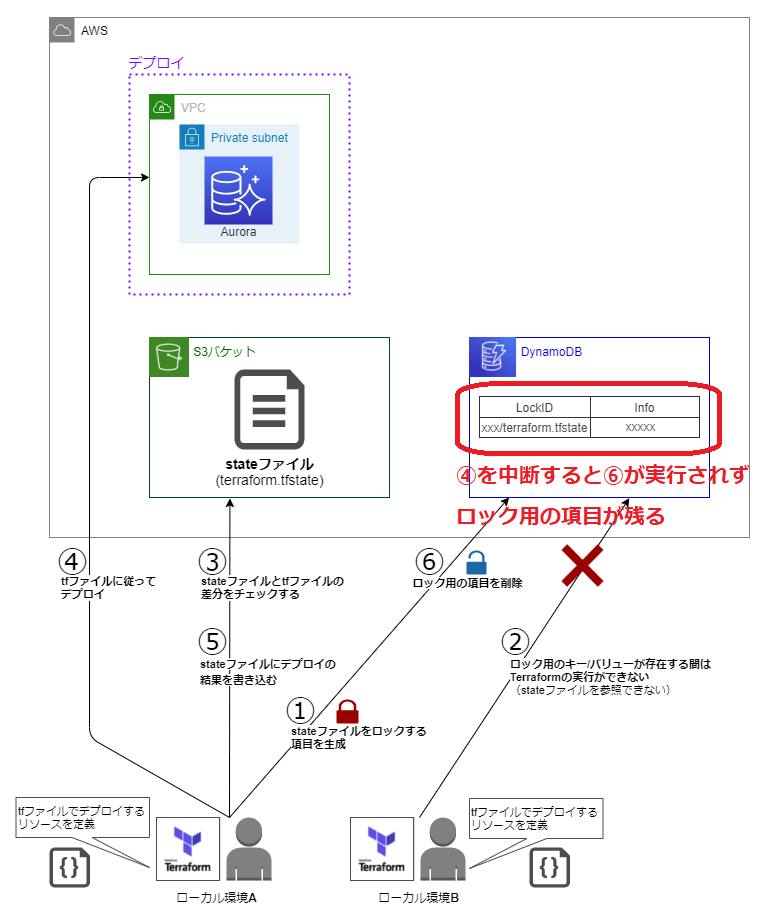 AWS
デプロイ
VPC
Private subnet
Aurora
S3バケット
stateファイル
(terraform.tfstate)
DynamoDB
LockID Info
xxx/terraform.tfstate xxxxx
④を中断すると⑥が実行されず
ロック用の項目が残る
④
tfファイルに従って
デプロイ
③
stateファイルとtfファイルの
差分をチェックする
⑥
ロック用の項目を削除
⑤
stateファイルにデプロイの
結果を書き込む
②
ロック用のキー/バリューが存在する間は
Terraformの実行ができない
（stateファイルを参照できない）
①
stateファイルをロックする
項目を生成
tfファイルでデプロイする
リソースを定義
{}
Terraform
ローカル環境A
Terraform
ローカル環境B
tfファイルでデプロイする
リソースを定義
{}